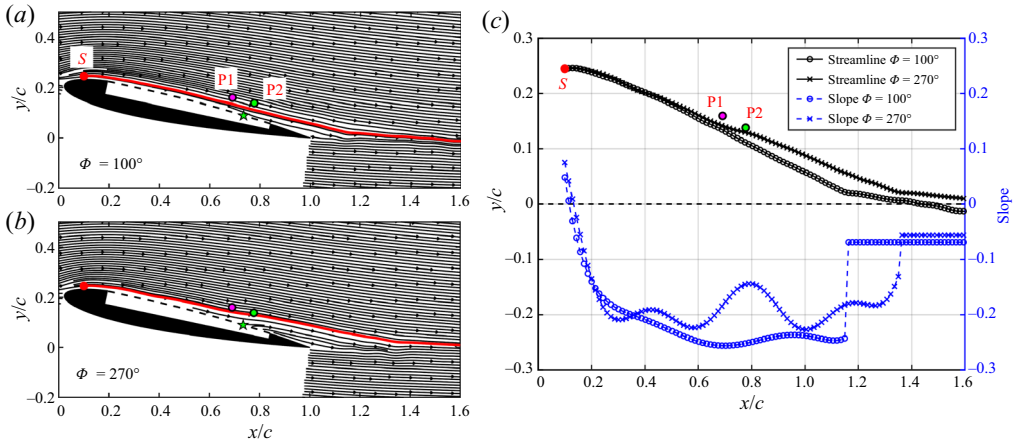 (a)
0.4
S
P1
P2
y/c
0.2
0
Φ = 100°
–0.2
0
0.2
0.4
0.6
0.8
1.0
1.2
1.4
1.6
(b)
0.4
y/c
0.2
0
Φ = 270°
–0.2
0
0.2
0.4
0.6
0.8
1.0
1.2
1.4
1.6
x/c
(c)
0.3
0.2
0.1
0
–0.1
–0.2
–0.3
y/c
S
P1
P2
Streamline Φ = 100°
Streamline Φ = 270°
Slope Φ = 100°
Slope Φ = 270°
0.3
0.2
0.1
0
–0.1
–0.2
–0.3
Slope
0
0.2
0.4
0.6
0.8
1.0
1.2
1.4
1.6
x/c